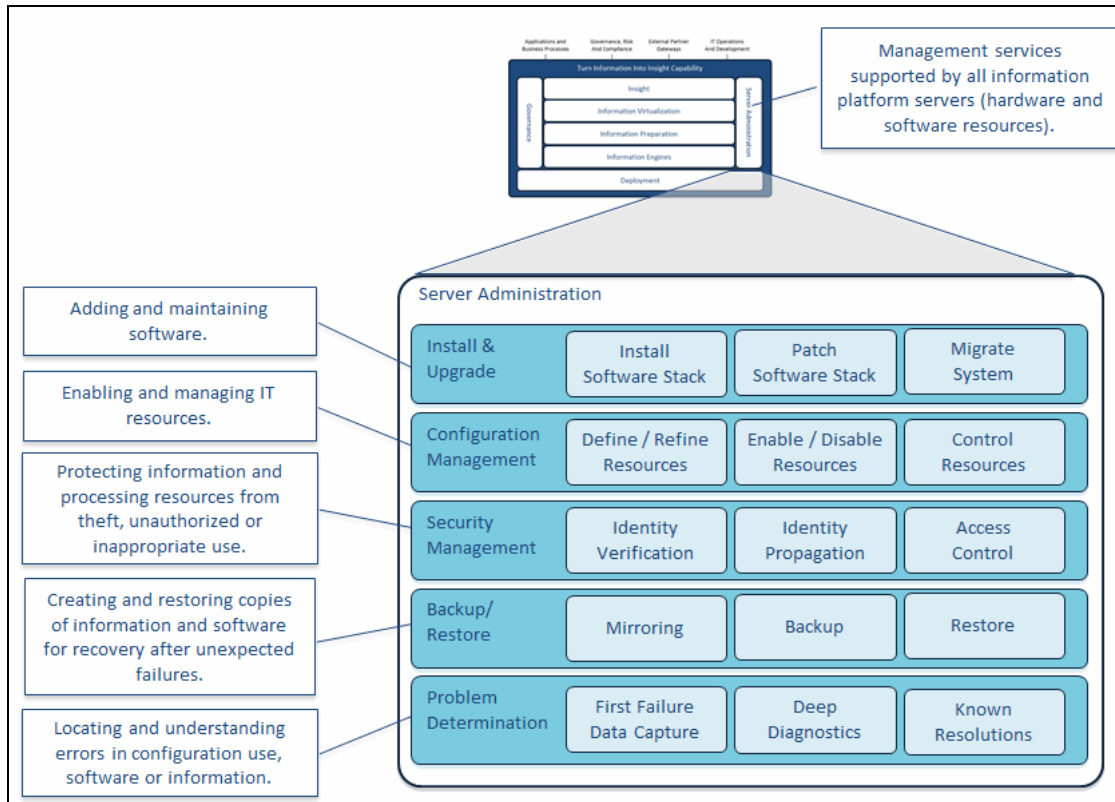 Applications and
Business Processes
Governance, Risk
And Compliance
External Partner
Gateways
IT Operations
And Development
Turn Information Into Insight Capability
Governance
Insight
Information Virtualization
Information Preparation
Information Engines
Server Administration
Deployment
Management services
supported by all information
platform servers (hardware and
software resources).
Server Administration
Adding and maintaining
software.
Install &
Upgrade
Install
Software Stack
Patch
Software Stack
Migrate
System
Enabling and managing IT
resources.
Configuration
Management
Define / Refine
Resources
Enable / Disable
Resources
Control
Resources
Protecting information and
processing resources from
theft, unauthorized or
inappropriate use.
Security
Management
Identity
Verification
Identity
Propagation
Access
Control
Creating and restoring copies
of information and software
for recovery after unexpected
failures.
Backup/
Restore
Mirroring
Backup
Restore
Locating and understanding
errors in configuration use,
software or information.
Problem
Determination
First Failure
Data Capture
Deep
Diagnostics
Known
Resolutions